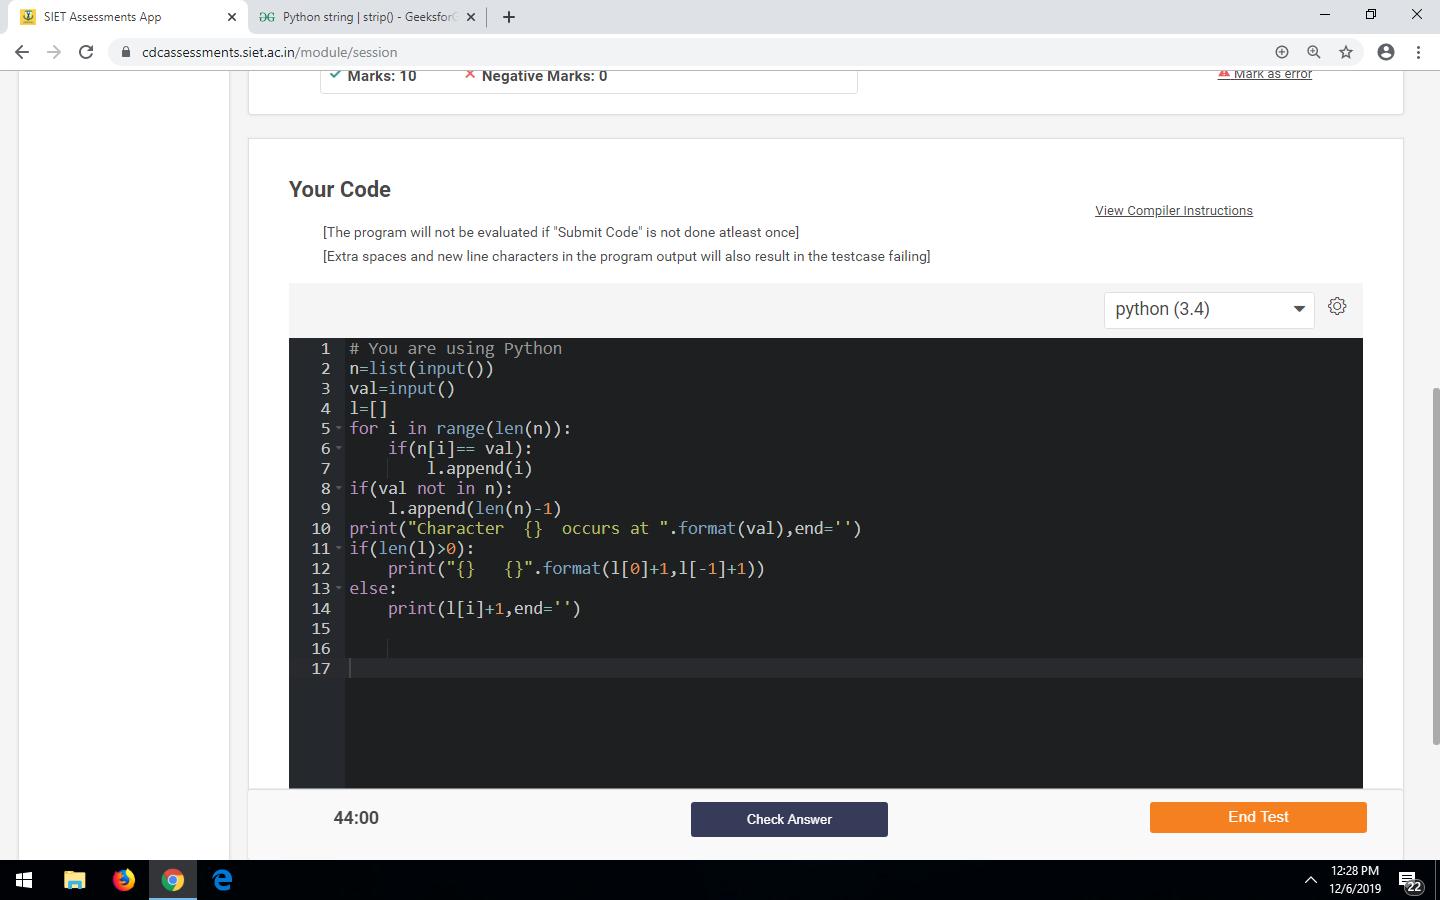 SIET Assessments App
Python string | strip() - GeeksforG
cdcassessments.siet.ac.in/module/session
Marks: 10
Negative Marks: 0
Mark as error
Your Code
View Compiler Instructions
[The program will not be evaluated if "Submit Code" is not done atleast once]
[Extra spaces and new line characters in the program output will also result in the testcase failing]
python (3.4)
1 # You are using Python
2 n=list(input())
3 val=input()
4 l=[]
5 for i in range(len(n)):
6     if(n[i]== val):
7         l.append(i)
8 if(val not in n):
9     l.append(len(n)-1)
10 print("Character  {}  occurs at ".format(val),end='')
11 if(len(l)>0):
12     print("{}   {}".format(l[0]+1,l[-1]+1))
13 else:
14     print(l[i]+1,end='')
15
16
17
44:00
Check Answer
End Test
12:28 PM
12/6/2019
22